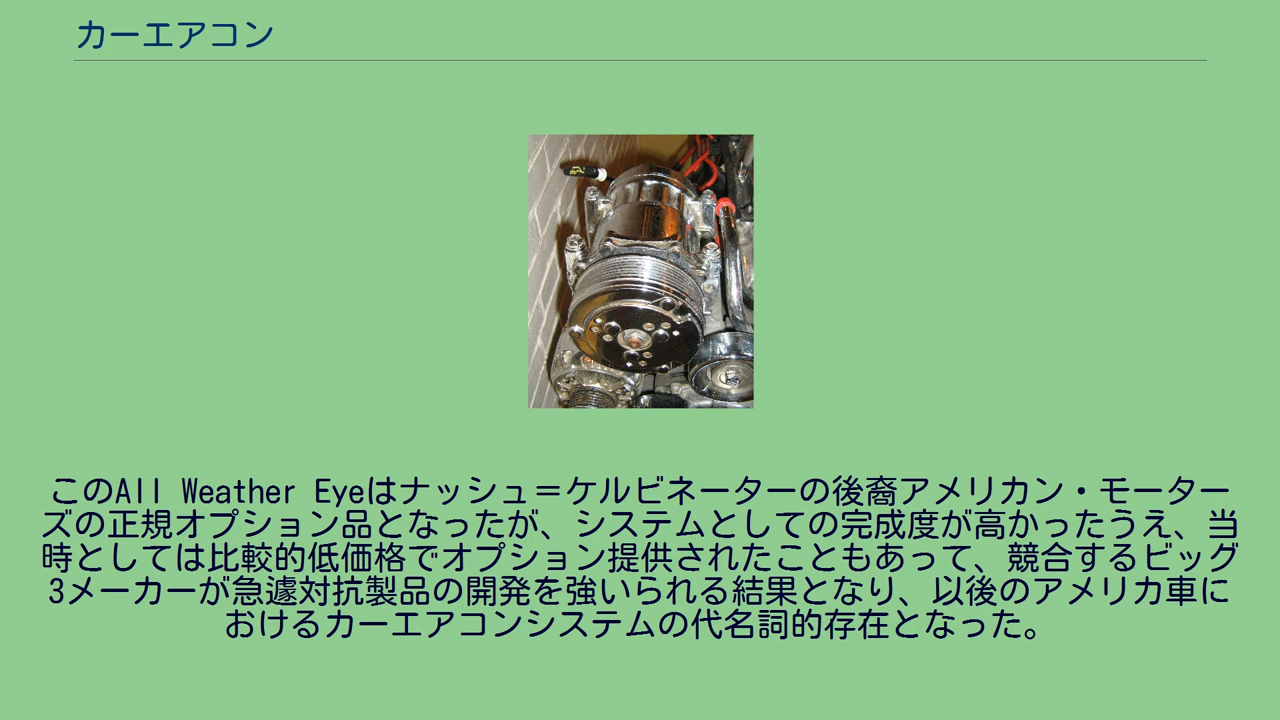 カーエアコン
このAll Weather Eyeはナッシュ＝ケルビネーターの後裔アメリカン・モーター
ズの正規オプション品となったが、システムとしての完成度が高かったうえ、当
時としては比較的低価格でオプション提供されたこともあって、競合するビッグ
3メーカーが急遽対抗製品の開発を強いられる結果となり、以後のアメリカ車に
おけるカーエアコンシステムの代名詞的存在となった。